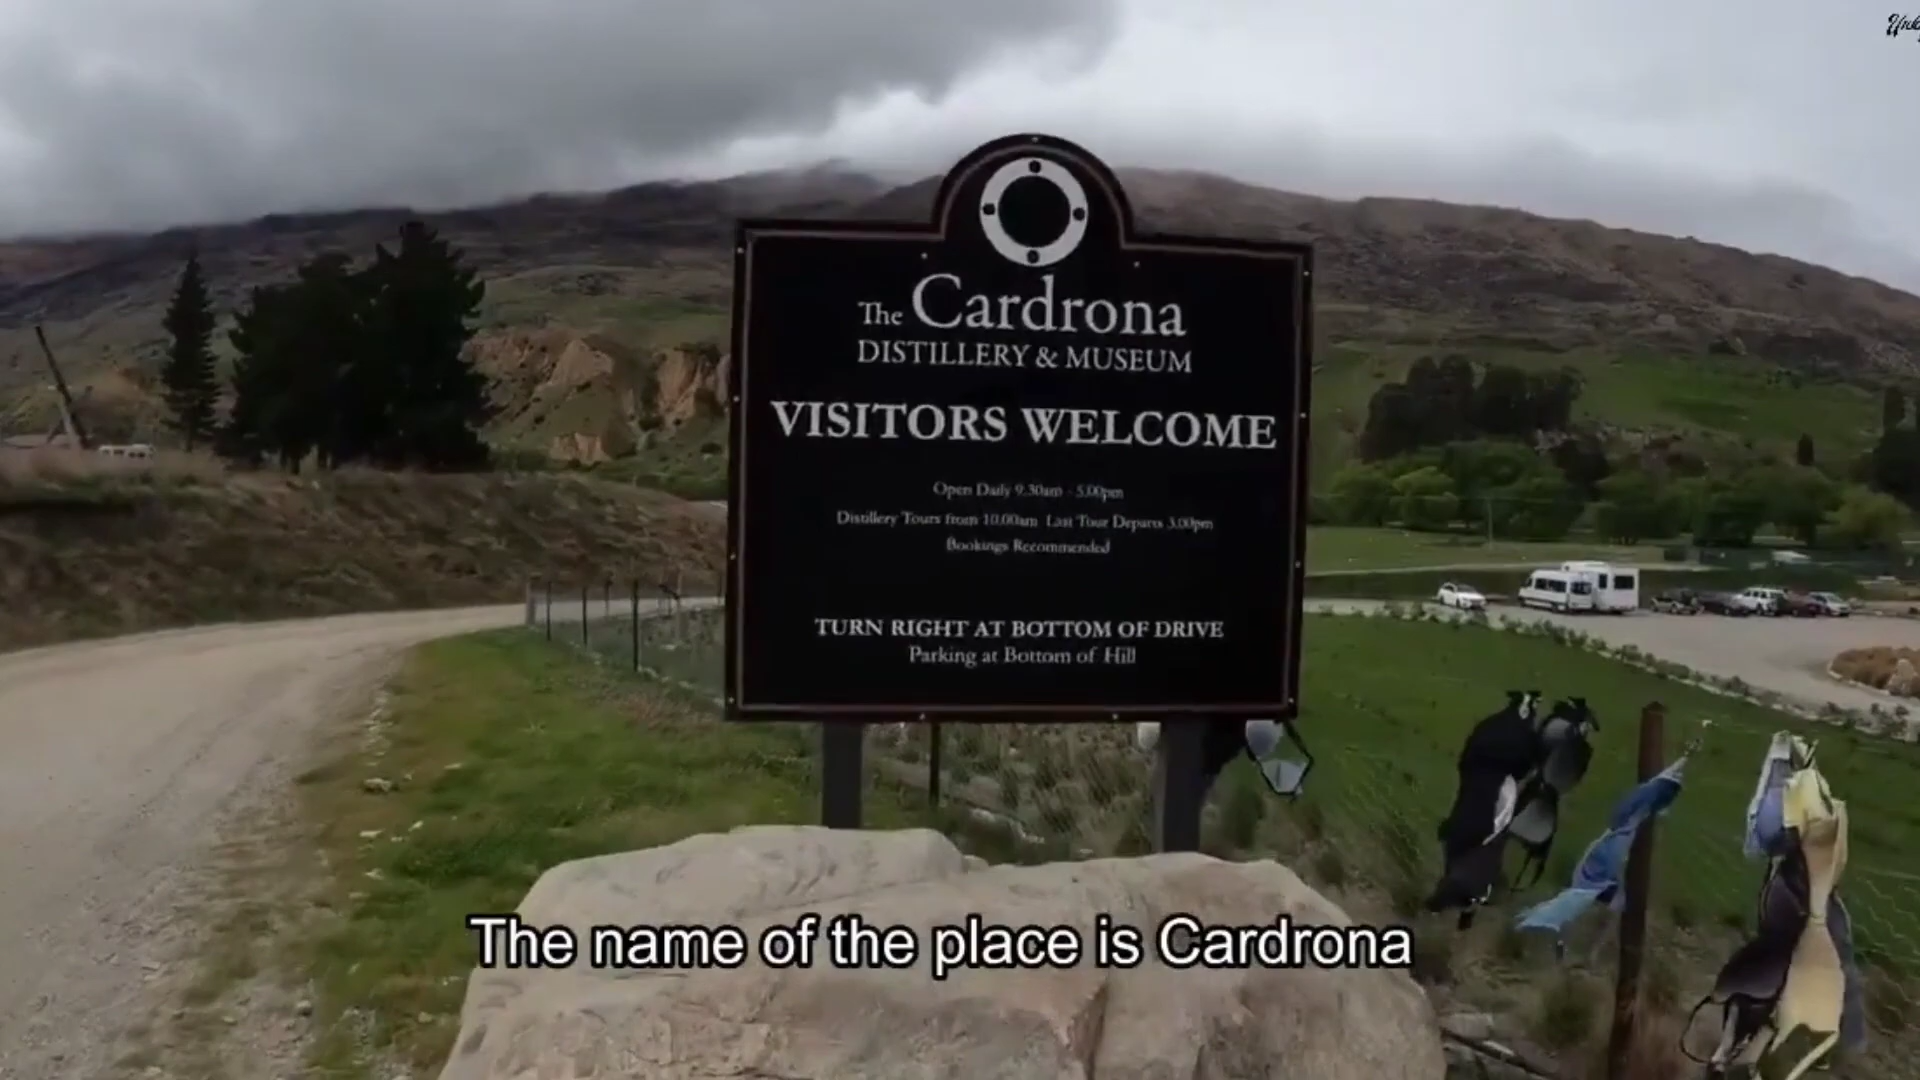 The Cardrona
DISTILLERY & MUSEUM
VISITORS WELCOME
Open Daily 9.30am - 5.00pm
Distillery Tours from 10.00am Last Tour Departs 3.00pm
Bookings Recommended
TURN RIGHT AT BOTTOM OF DRIVE
Parking at Bottom of Hill
The name of the place is Cardrona